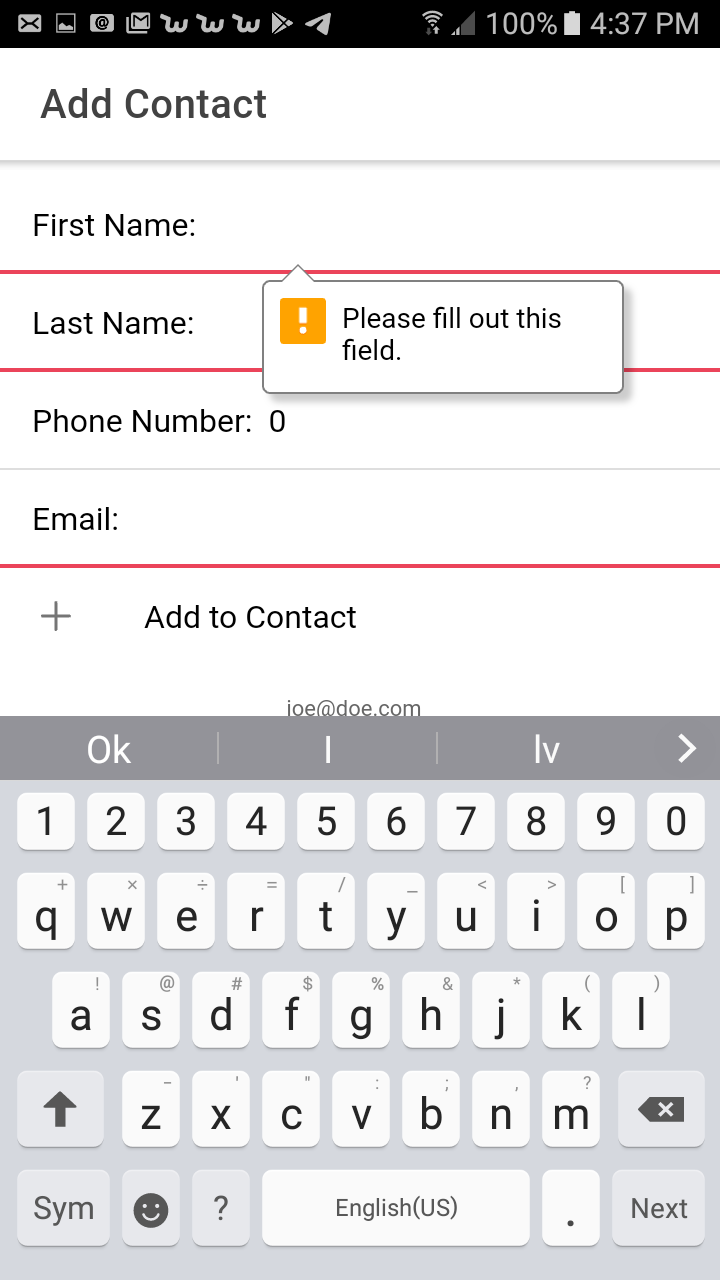 100% 4:37 PM
Add Contact
First Name:
Please fill out this
field.
Last Name:
Phone Number: 0
Email:
Add to Contact
joe@doe.com
Ok I lv
1 2 3 4 5 6 7 8 9 0
+ × ÷ = / _ < > [ ]
q w e r t y u i o p
! @ # $ % & * ( )
a s d f g h j k l
- ' " : ; , ?
z x c v b n m
Sym ? English(US) . Next